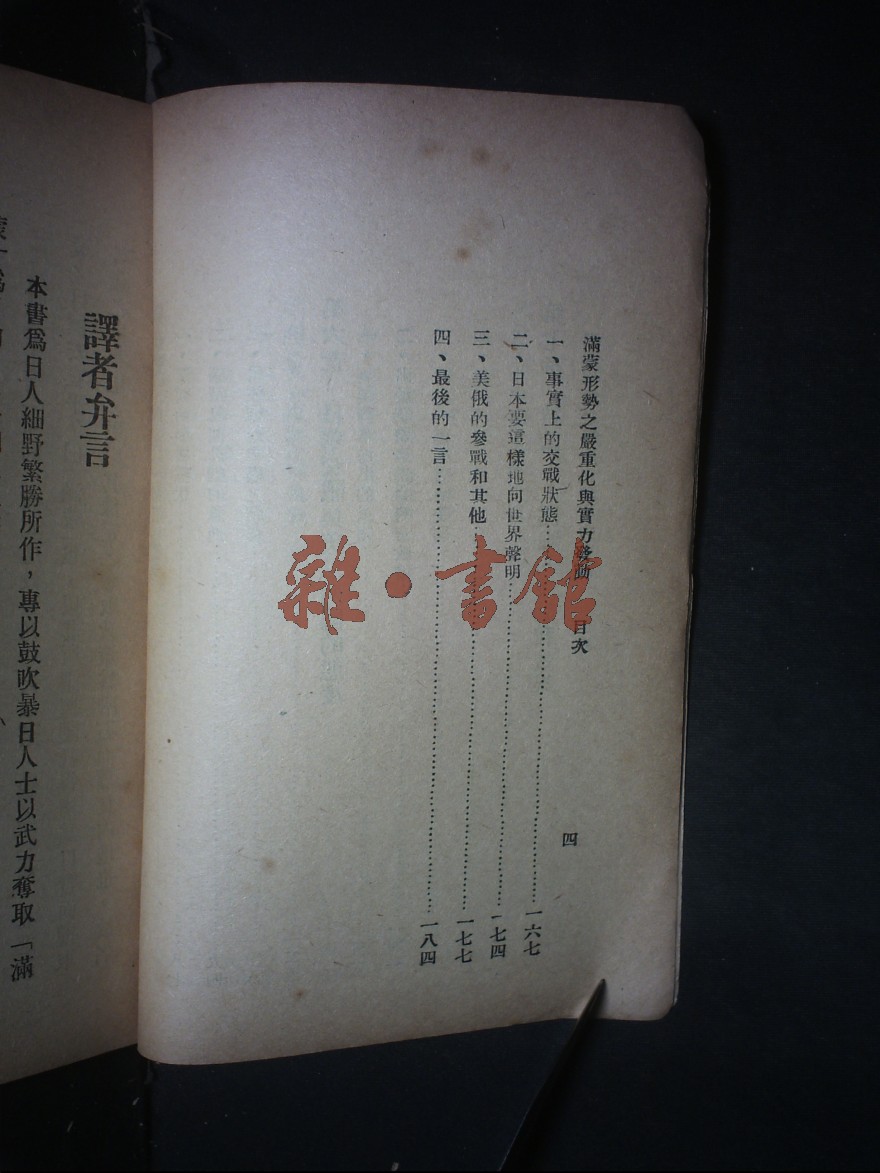 滿蒙形勢之嚴重化與實力發動 目次
四
一、事實上的交戰狀態……一六七
二、日本要這樣地向世界聲明……一七四
三、美俄的參戰和其他……一七七
四、最後的一言……一八四
譯者弁言
本書爲日人細野繁勝所作，專以鼓吹暴日人士以武力奪取「滿
雜·書館